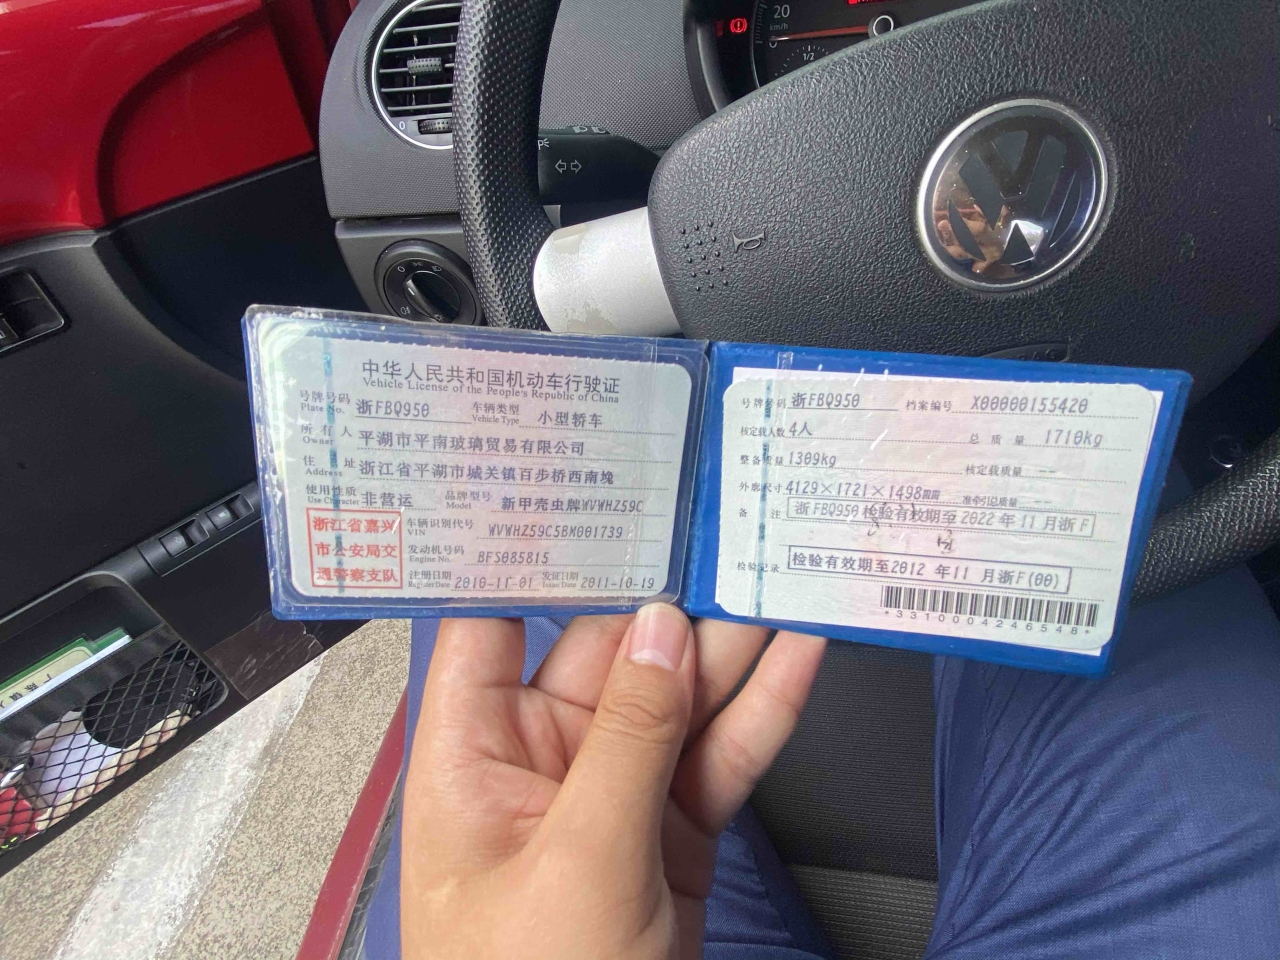 20
km/h
0
1/2
0
中华人民共和国机动车行驶证
Vehicle License of the People's Republic of China
号牌号码 浙FBQ950 车辆类型 小型轿车
Plate No. Vehicle Type
所有人 平湖市平南玻璃贸易有限公司
Owner
住址 浙江省平湖市城关镇百步桥西南堍
Address
使用性质 非营运 品牌型号 新甲壳虫牌WVWHZ59C
Use Character Model
浙江省嘉兴
市公安局交
通警察支队
车辆识别代号 WVWHZ59C5BM001739
VIN
发动机号码 BFS085815
Engine No.
注册日期 2010-11-01 发证日期 2011-10-19
Register Date Issue Date
号牌号码 浙FBQ950 档案编号 X00000155420
核定载人数 4人 总质量 1710kg
整备质量 1309kg 核定载质量 --
外廓尺寸 4129×1721×1498mm 准牵引总质量 --
备注 浙FBQ950检验有效期至2022年11月浙F
检验记录 检验有效期至2012年11月浙F(00)
*3310004246548*